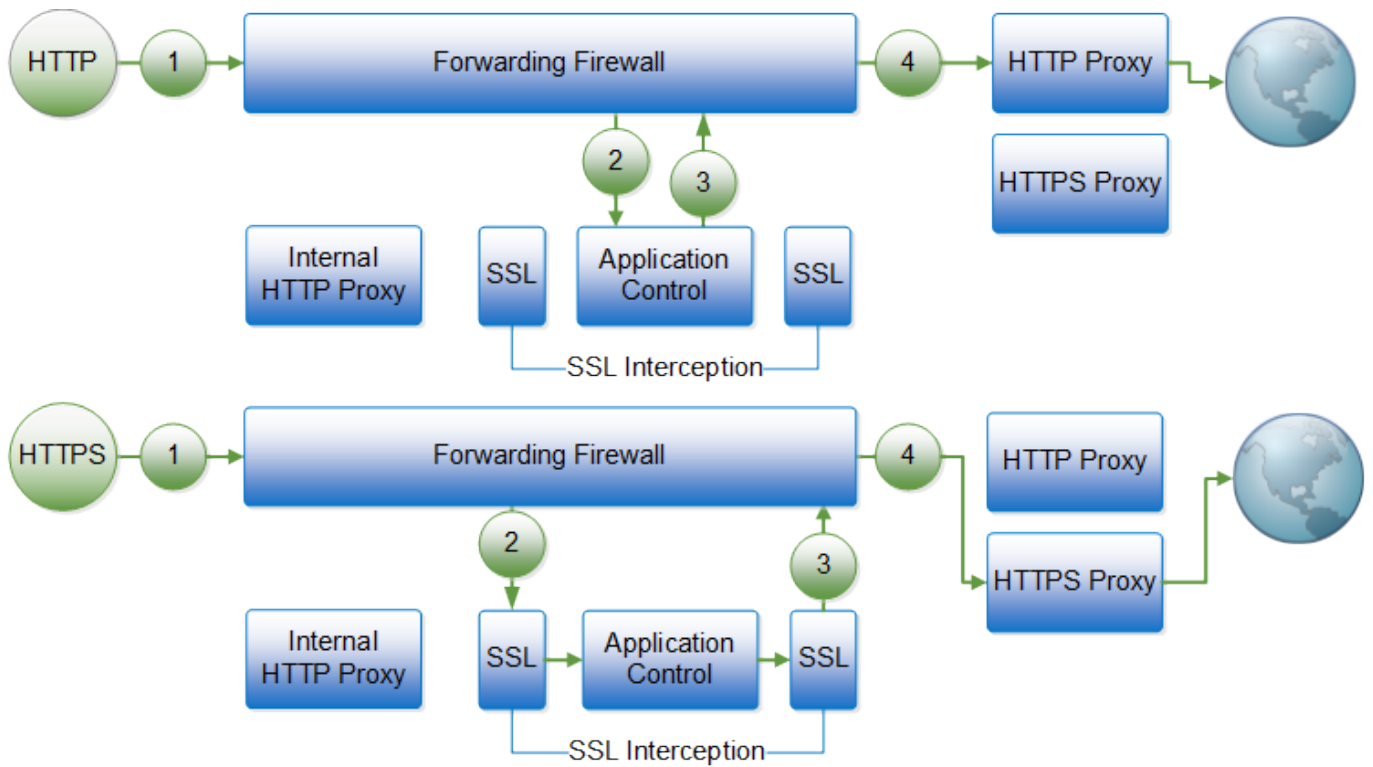 HTTP
1
Forwarding Firewall
4
HTTP Proxy
2
3
HTTPS Proxy
Internal
HTTP Proxy
SSL
Application
Control
SSL
SSL Interception
HTTPS
1
Forwarding Firewall
4
HTTP Proxy
2
3
HTTPS Proxy
Internal
HTTP Proxy
SSL
Application
Control
SSL
SSL Interception